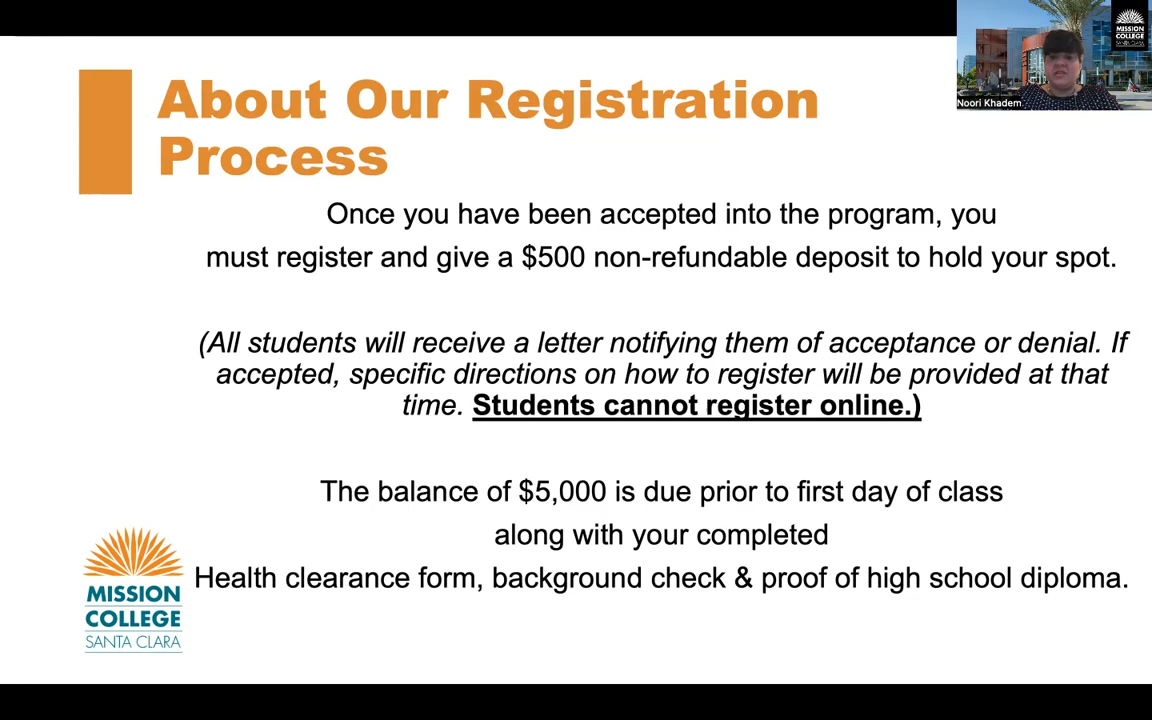 About Our Registration
Process
Once you have been accepted into the program, you
must register and give a $500 non-refundable deposit to hold your spot.
(All students will receive a letter notifying them of acceptance or denial. If
accepted, specific directions on how to register will be provided at that
time. Students cannot register online.)
The balance of $5,000 is due prior to first day of class
along with your completed
Health clearance form, background check & proof of high school diploma.
MISSION
COLLEGE
SANTA CLARA
MISSION
COLLEGE
SANTA CLARA
Noori Khadem